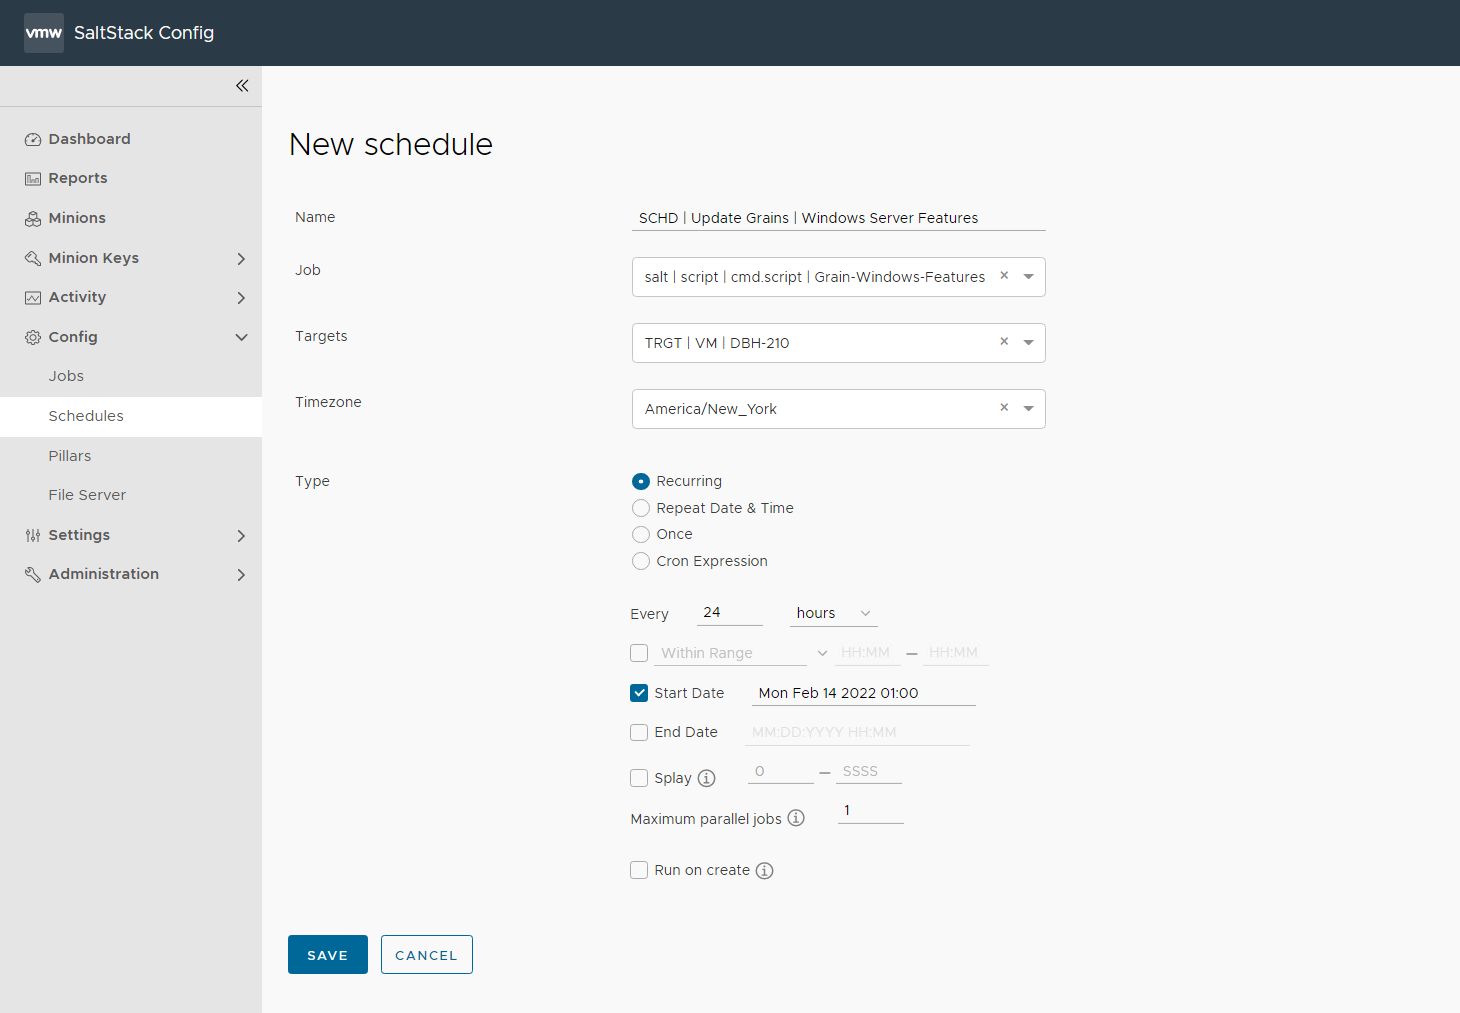 vmw SaltStack Config
Dashboard
Reports
Minions
Minion Keys
Activity
Config
Jobs
Schedules
Pillars
File Server
Settings
Administration
New schedule
Name SCHD | Update Grains | Windows Server Features
Job salt | script | cmd.script | Grain-Windows-Features ×
Targets TRGT | VM | DBH-210 ×
Timezone America/New_York ×
Type Recurring
Repeat Date & Time
Once
Cron Expression
Every 24 hours
Within Range HH:MM – HH:MM
Start Date Mon Feb 14 2022 01:00
End Date MM:DD:YYYY HH:MM
Splay 0 – SSSS
Maximum parallel jobs 1
Run on create
SAVE CANCEL